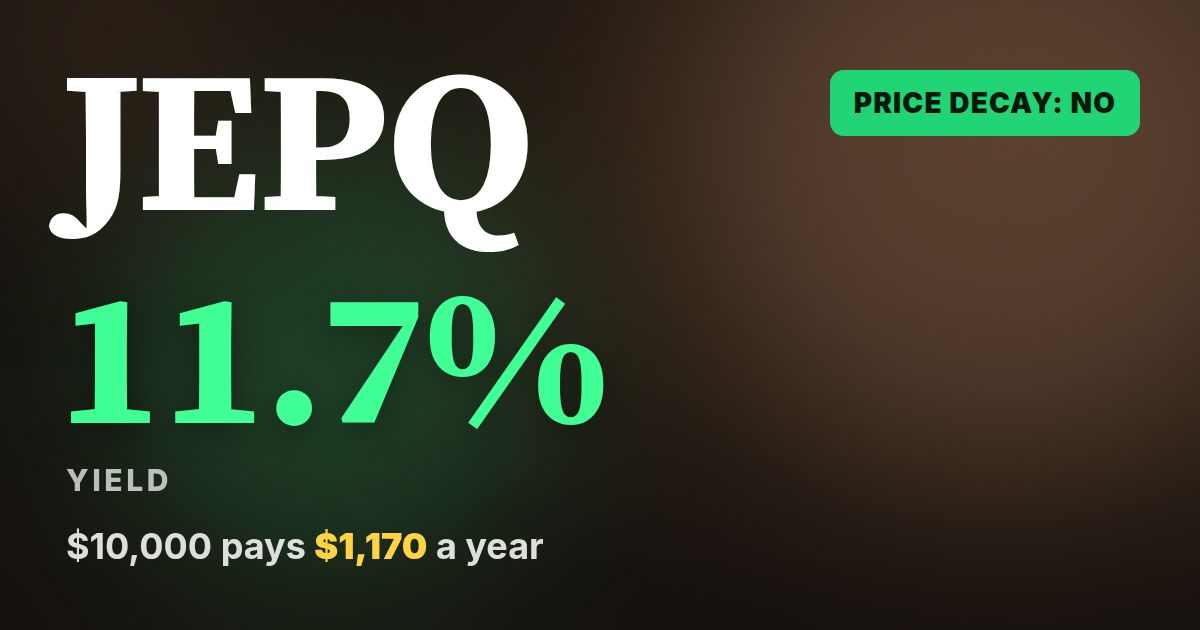 JEPQ
PRICE DECAY: NO
11.7%
YIELD
$10,000 pays $1,170 a year